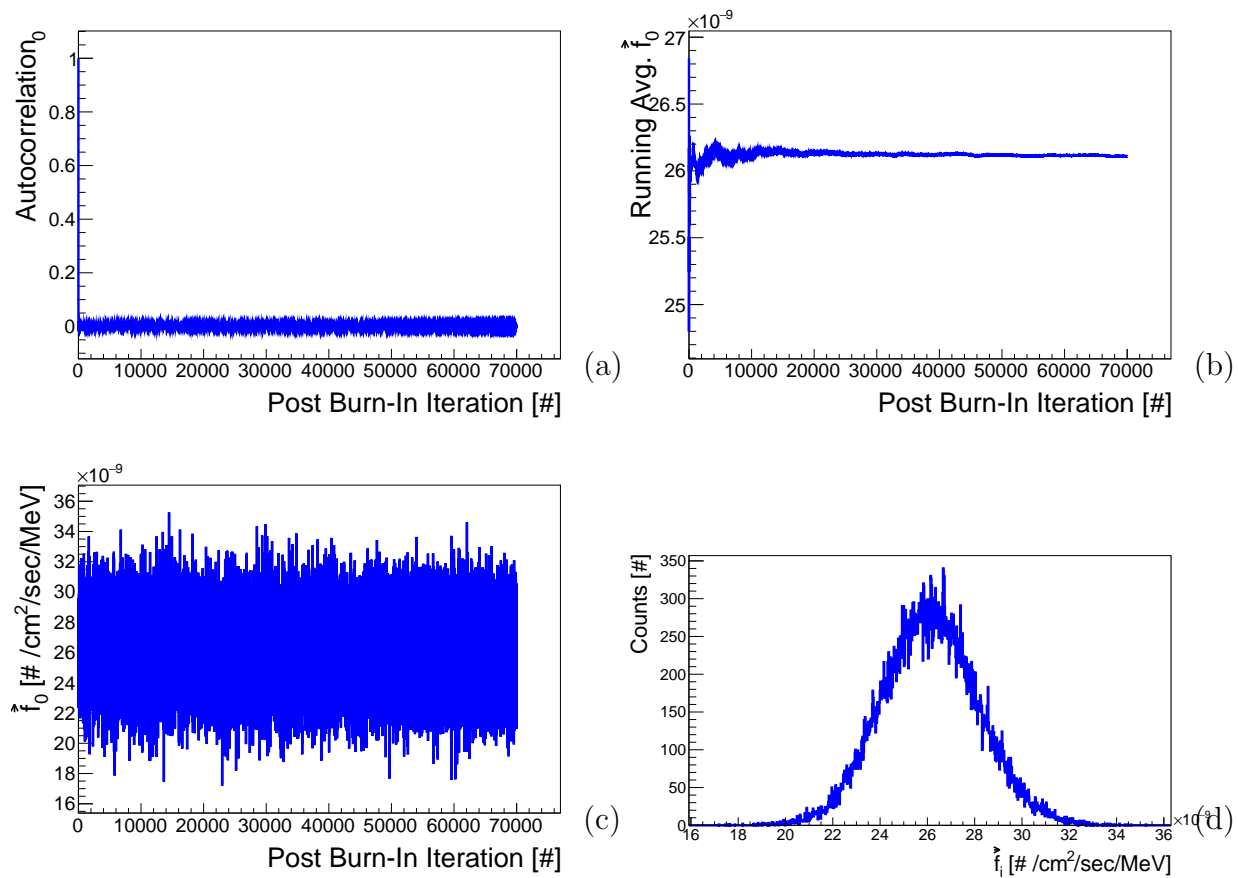 Autocorrelation₀
1
0.8
0.6
0.4
0.2
0
0 10000 20000 30000 40000 50000 60000 70000
Post Burn-In Iteration [#]
(a)
×10⁻⁹
Running Avg. f₀
27
26.5
26
25.5
25
0 10000 20000 30000 40000 50000 60000 70000
Post Burn-In Iteration [#]
(b)
×10⁻⁹
f₀ [# /cm²/sec/MeV]
36
34
32
30
28
26
24
22
20
18
16
0 10000 20000 30000 40000 50000 60000 70000
Post Burn-In Iteration [#]
(c)
Counts [#]
350
300
250
200
150
100
50
0
16 18 20 22 24 26 28 30 32 34 36
×10⁻⁹
fᵢ [# /cm²/sec/MeV]
(d)